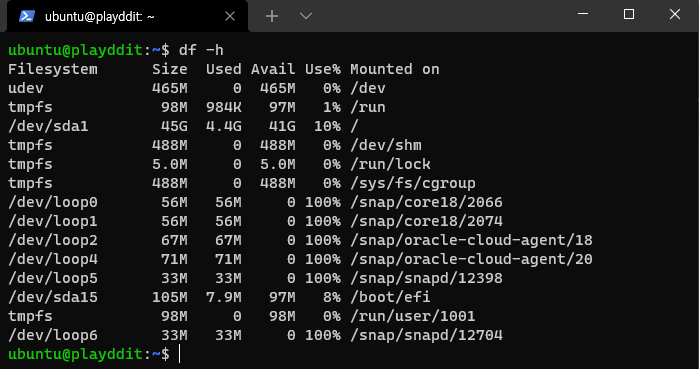 ubuntu@playddit: ~
ubuntu@playddit:~$ df -h
Filesystem      Size  Used Avail Use% Mounted on
udev            465M     0  465M   0% /dev
tmpfs            98M  984K   97M   1% /run
/dev/sda1        45G  4.4G   41G  10% /
tmpfs           488M     0  488M   0% /dev/shm
tmpfs           5.0M     0  5.0M   0% /run/lock
tmpfs           488M     0  488M   0% /sys/fs/cgroup
/dev/loop0       56M   56M     0 100% /snap/core18/2066
/dev/loop1       56M   56M     0 100% /snap/core18/2074
/dev/loop2       67M   67M     0 100% /snap/oracle-cloud-agent/18
/dev/loop4       71M   71M     0 100% /snap/oracle-cloud-agent/20
/dev/loop5       33M   33M     0 100% /snap/snapd/12398
/dev/sda15      105M  7.9M   97M   8% /boot/efi
tmpfs            98M     0   98M   0% /run/user/1001
/dev/loop6       33M   33M     0 100% /snap/snapd/12704
ubuntu@playddit:~$